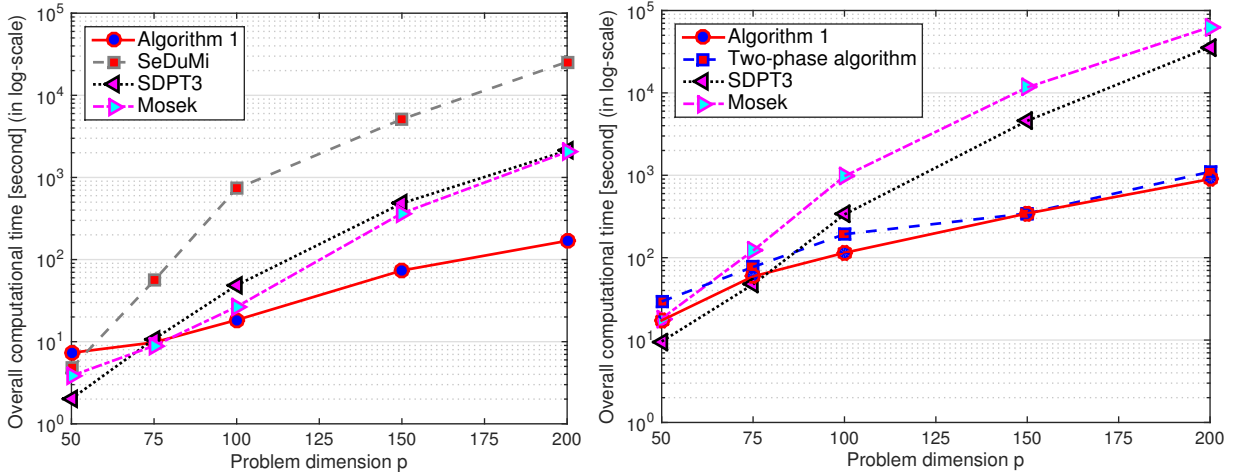 Overall computational time [second] (in log-scale)
10^5
10^4
10^3
10^2
10^1
10^0
Algorithm 1
SeDuMi
SDPT3
Mosek
50 75 100 125 150 175 200
Problem dimension p
Overall computational time [second] (in log-scale)
10^5
10^4
10^3
10^2
10^1
10^0
Algorithm 1
Two-phase algorithm
SDPT3
Mosek
50 75 100 125 150 175 200
Problem dimension p